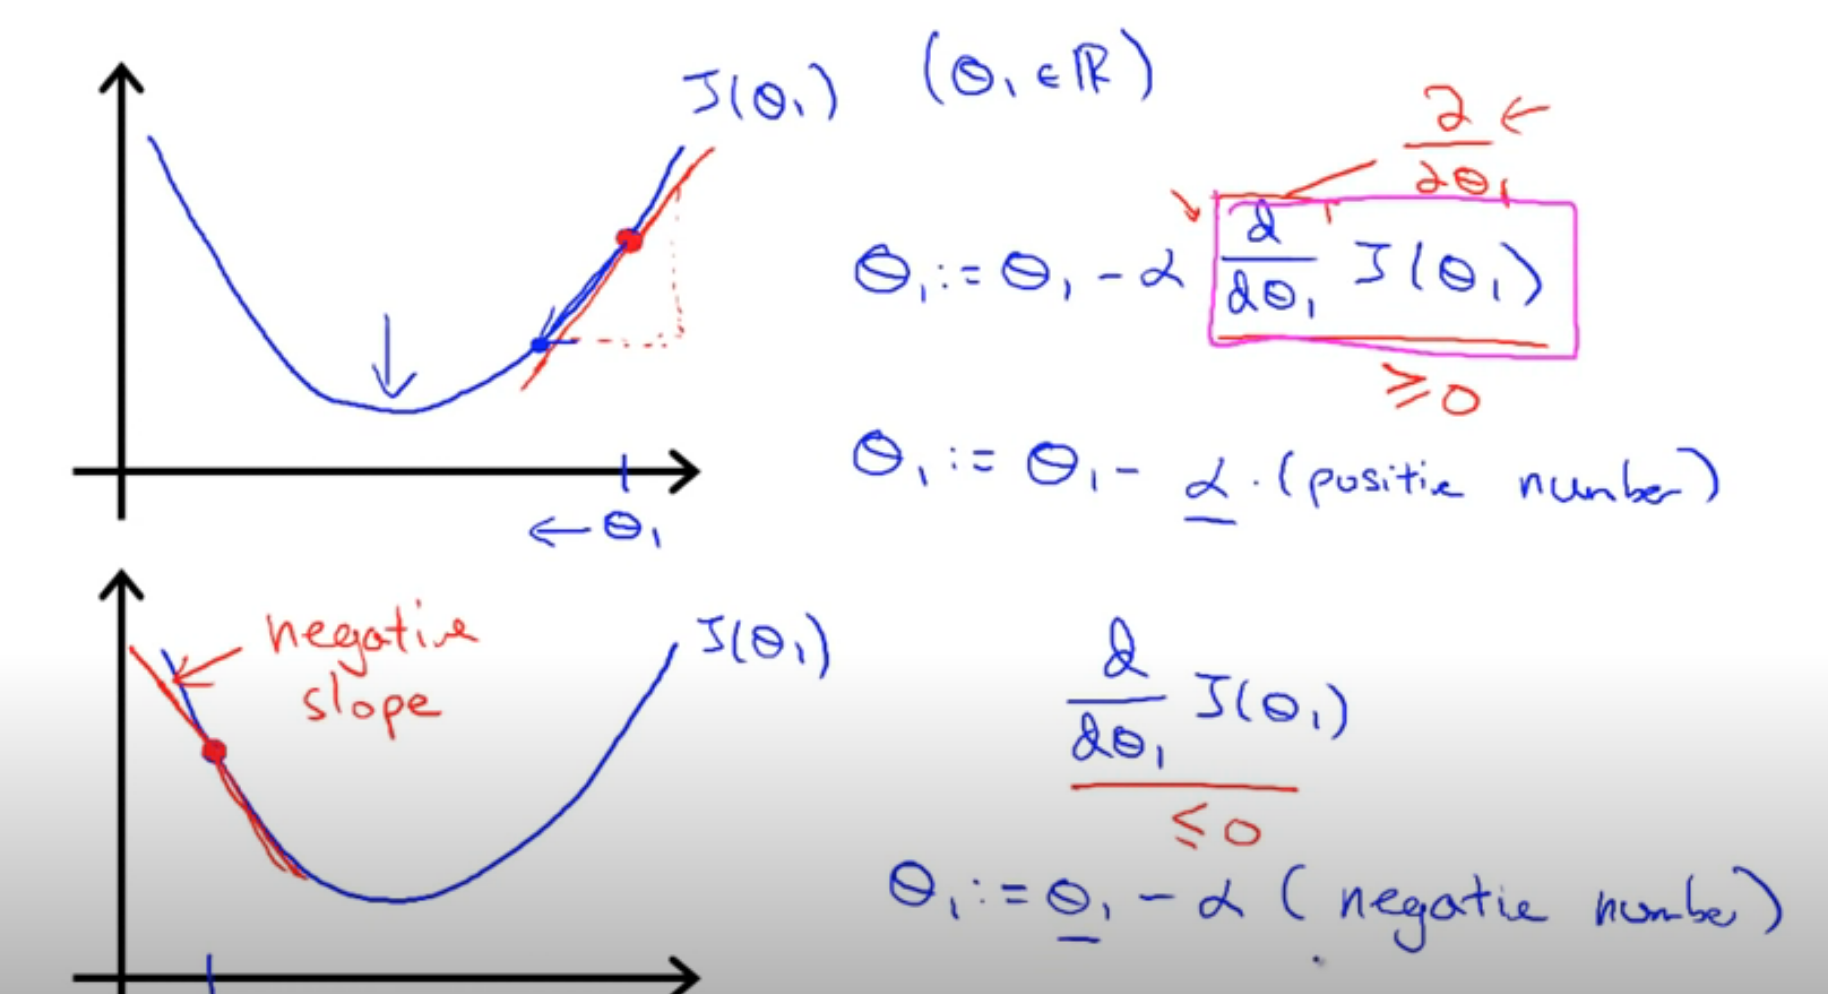 J(θ₁) (θ₁ ∈ ℝ)
∂/∂θ₁ ←
θ₁ := θ₁ - α d/dθ₁ J(θ₁)
≥ 0
θ₁ := θ₁ - α · (positive number)
← θ₁
negative
slope
J(θ₁)
d/dθ₁ J(θ₁)
≤ 0
θ₁ := θ₁ - α (negative number)